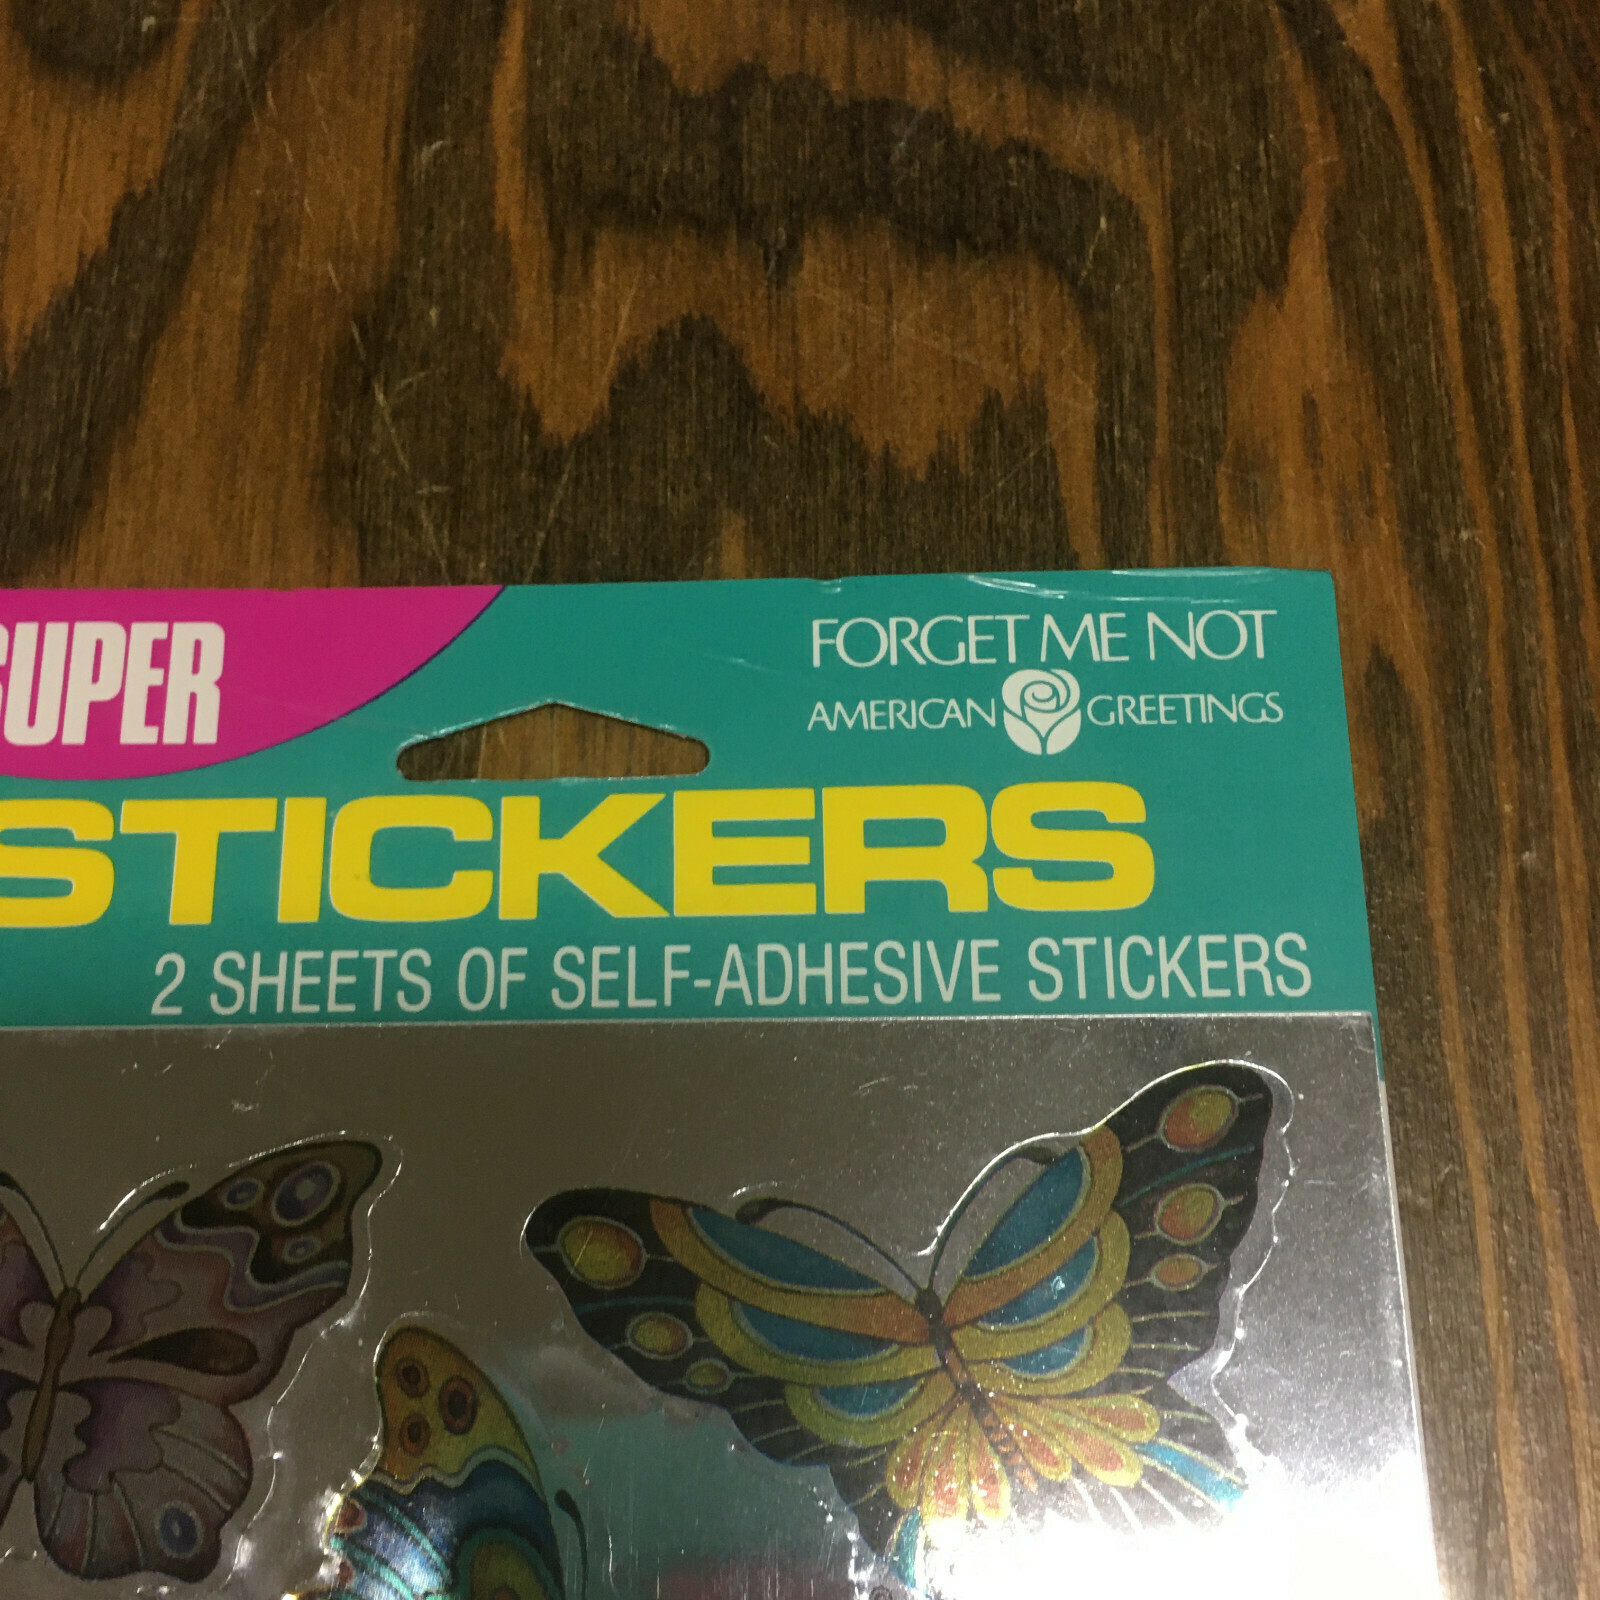 SUPER
FORGET ME NOT
AMERICAN GREETINGS
STICKERS
2 SHEETS OF SELF-ADHESIVE STICKERS